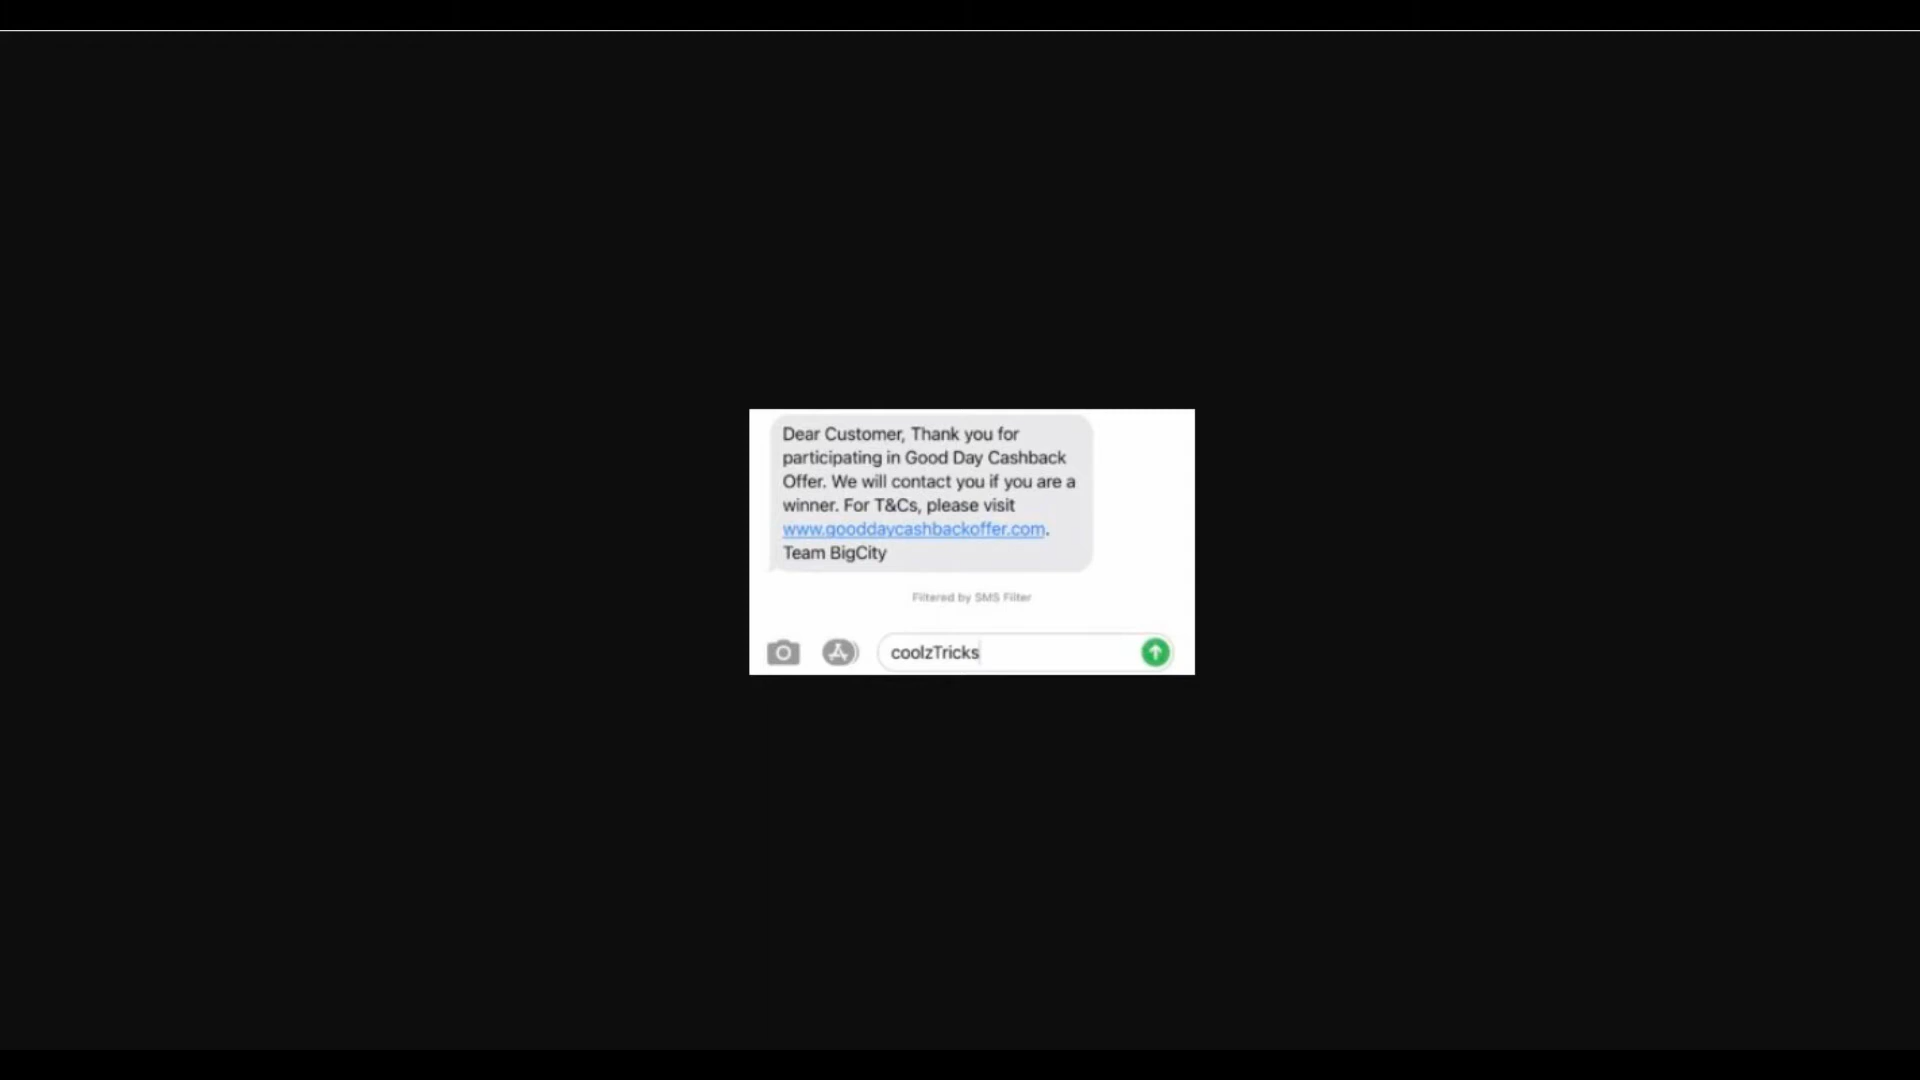 Dear Customer, Thank you for
participating in Good Day Cashback
Offer. We will contact you if you are a
winner. For T&Cs, please visit
www.gooddaycashbackoffer.com.
Team BigCity
Filtered by SMS Filter
coolzTricks